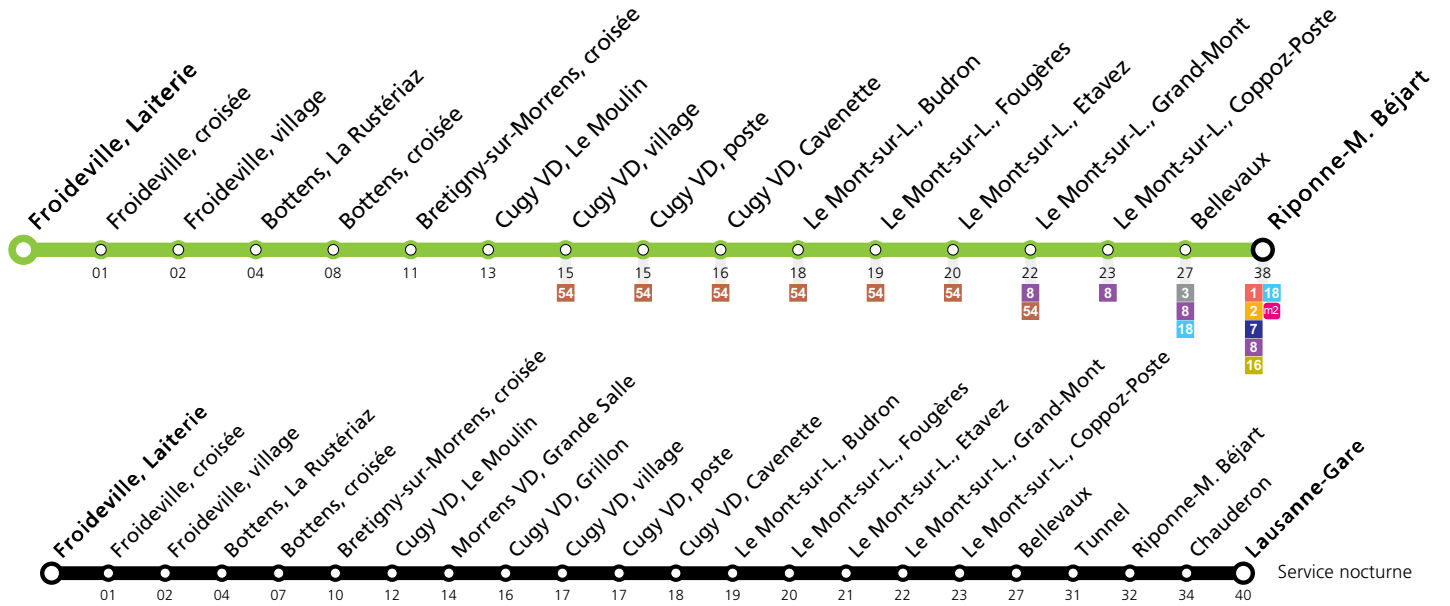 Froideville, Laiterie
Froideville, croisée
Froideville, village
Bottens, La Rustériaz
Bottens, croisée
Bretigny-sur-Morrens, croisée
Cugy VD, Le Moulin
Cugy VD, village
Cugy VD, poste
Cugy VD, Cavenette
Le Mont-sur-L., Budron
Le Mont-sur-L., Fougères
Le Mont-sur-L., Etavez
Le Mont-sur-L., Grand-Mont
Le Mont-sur-L., Coppoz-Poste
Bellevaux
Riponne-M. Béjart
01 02 04 08 11 13 15 15 16 18 19 20 22 23 27 38
54 54 54 54 54 54 8 8 3 1 18
54 8 2 m2
18 7
8
16
Froideville, Laiterie
Froideville, croisée
Froideville, village
Bottens, La Rustériaz
Bottens, croisée
Bretigny-sur-Morrens, croisée
Cugy VD, Le Moulin
Morrens VD, Grande Salle
Cugy VD, Grillon
Cugy VD, village
Cugy VD, poste
Cugy VD, Cavenette
Le Mont-sur-L., Budron
Le Mont-sur-L., Fougères
Le Mont-sur-L., Etavez
Le Mont-sur-L., Grand-Mont
Le Mont-sur-L., Coppoz-Poste
Bellevaux
Tunnel
Riponne-M. Béjart
Chauderon
Lausanne-Gare
Service nocturne
01 02 04 07 10 12 14 16 17 17 18 19 20 21 22 23 27 31 32 34 40